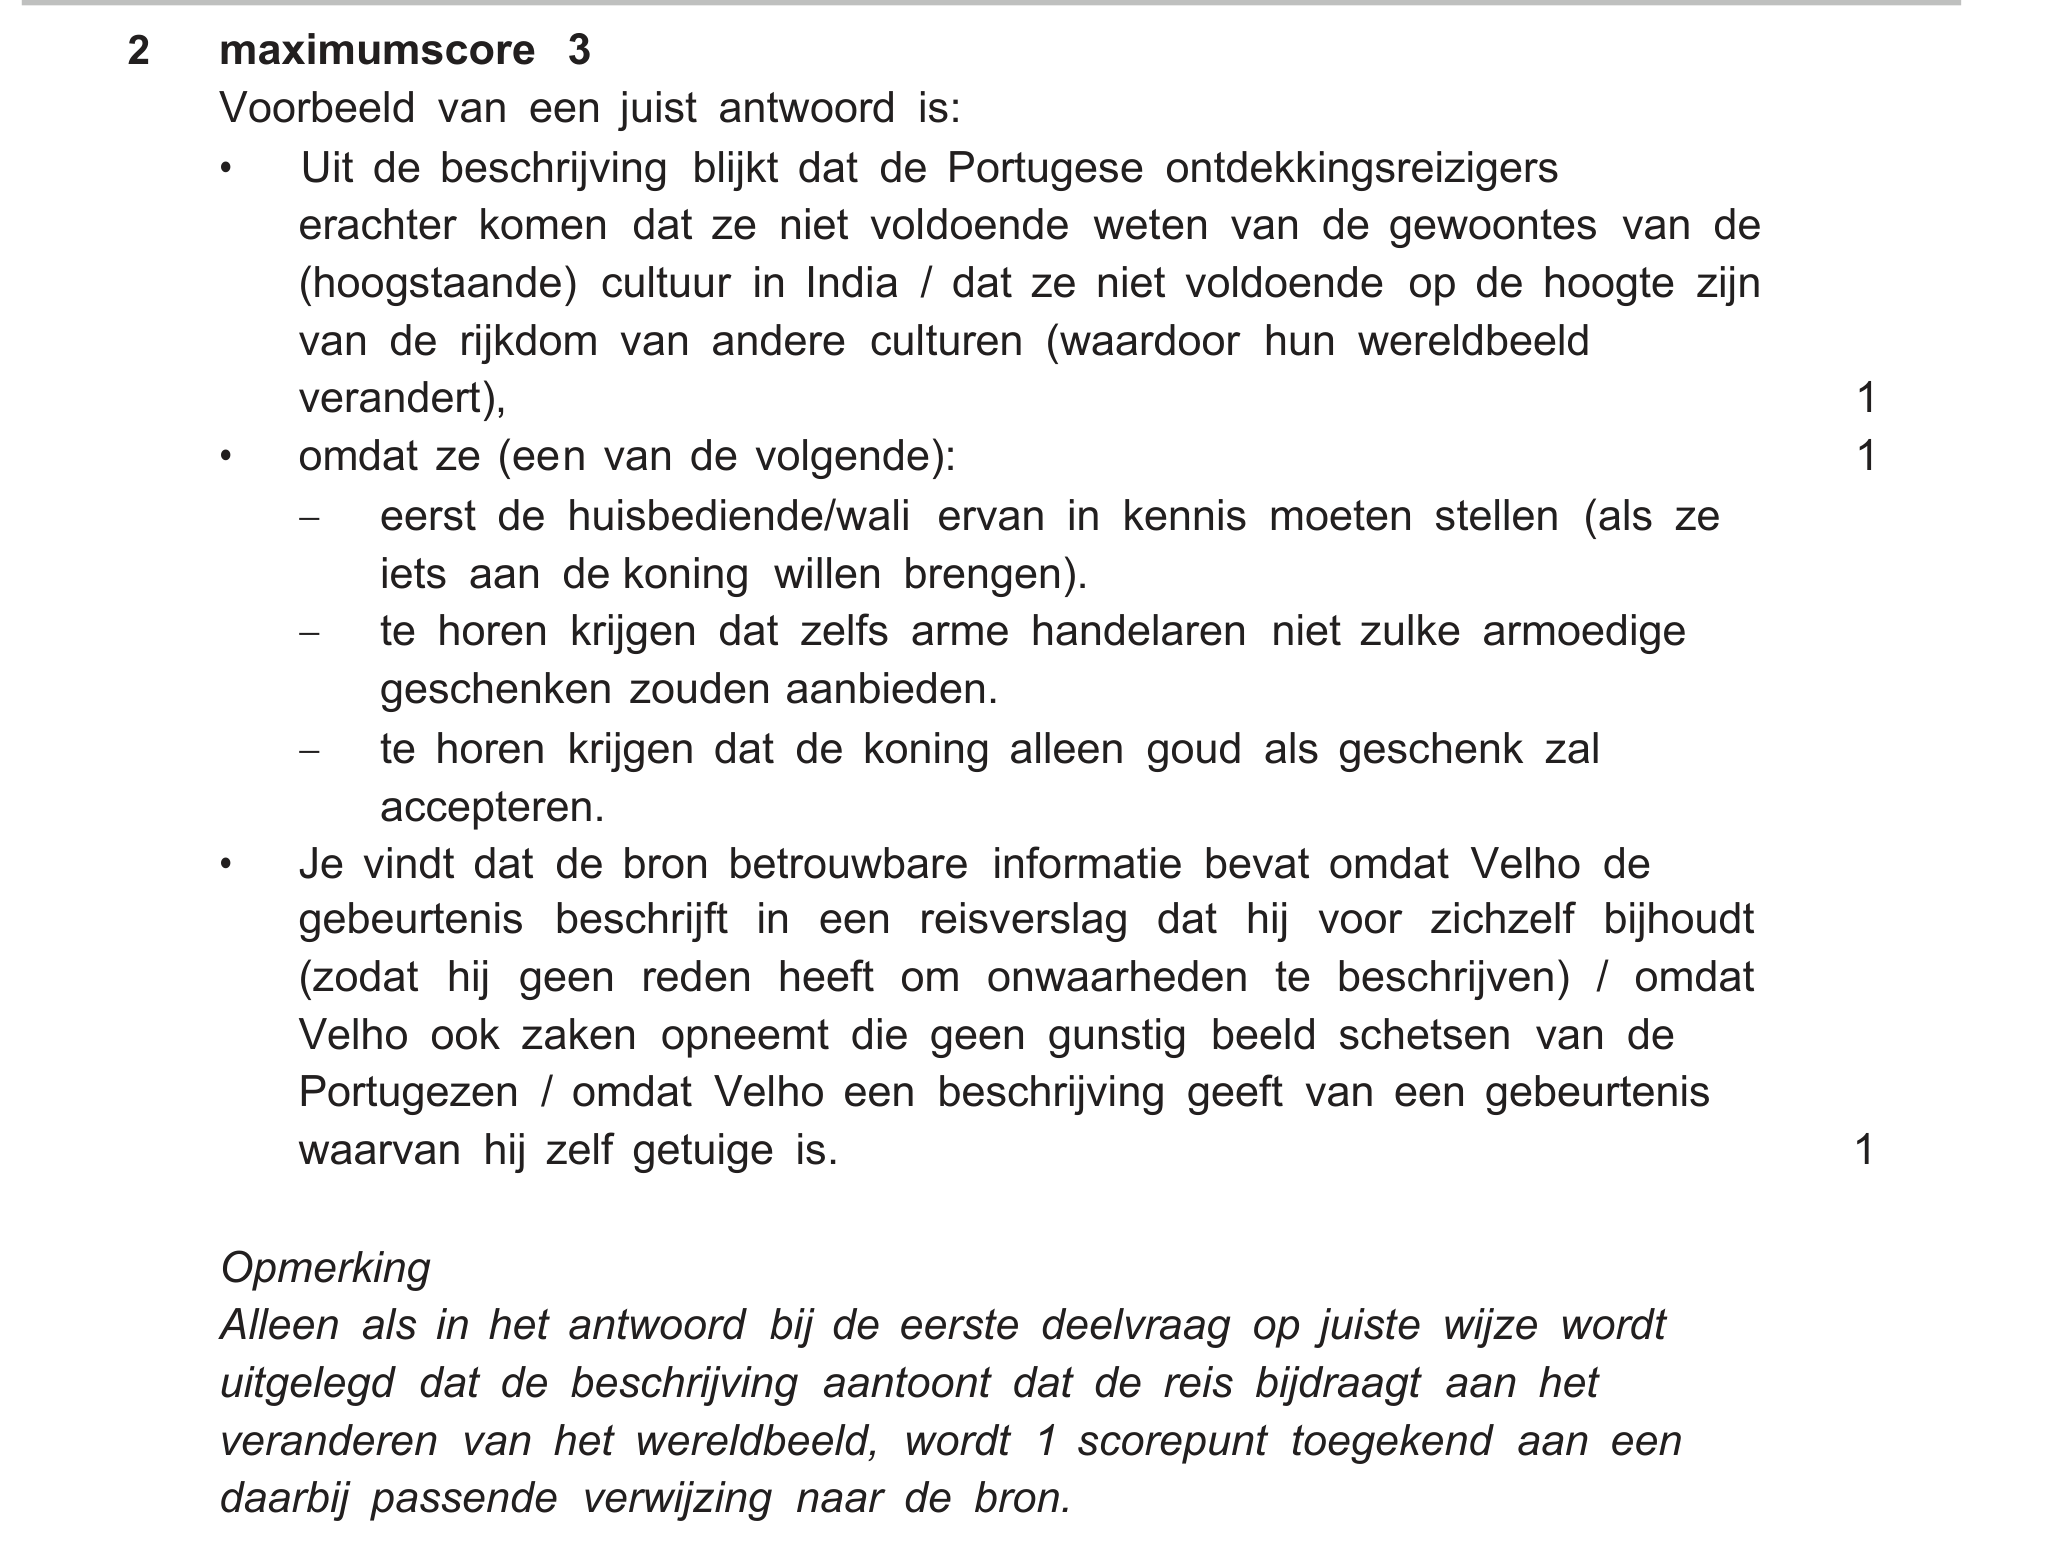 2 maximumscore 3
Voorbeeld van een juist antwoord is:
• Uit de beschrijving blijkt dat de Portugese ontdekkingsreizigers
erachter komen dat ze niet voldoende weten van de gewoontes van de
(hoogstaande) cultuur in India / dat ze niet voldoende op de hoogte zijn
van de rijkdom van andere culturen (waardoor hun wereldbeeld
verandert), 1
• omdat ze (een van de volgende): 1
− eerst de huisbediende/wali ervan in kennis moeten stellen (als ze
iets aan de koning willen brengen).
− te horen krijgen dat zelfs arme handelaren niet zulke armoedige
geschenken zouden aanbieden.
− te horen krijgen dat de koning alleen goud als geschenk zal
accepteren.
• Je vindt dat de bron betrouwbare informatie bevat omdat Velho de
gebeurtenis beschrijft in een reisverslag dat hij voor zichzelf bijhoudt
(zodat hij geen reden heeft om onwaarheden te beschrijven) / omdat
Velho ook zaken opneemt die geen gunstig beeld schetsen van de
Portugezen / omdat Velho een beschrijving geeft van een gebeurtenis
waarvan hij zelf getuige is. 1
Opmerking
Alleen als in het antwoord bij de eerste deelvraag op juiste wijze wordt
uitgelegd dat de beschrijving aantoont dat de reis bijdraagt aan het
veranderen van het wereldbeeld, wordt 1 scorepunt toegekend aan een
daarbij passende verwijzing naar de bron.